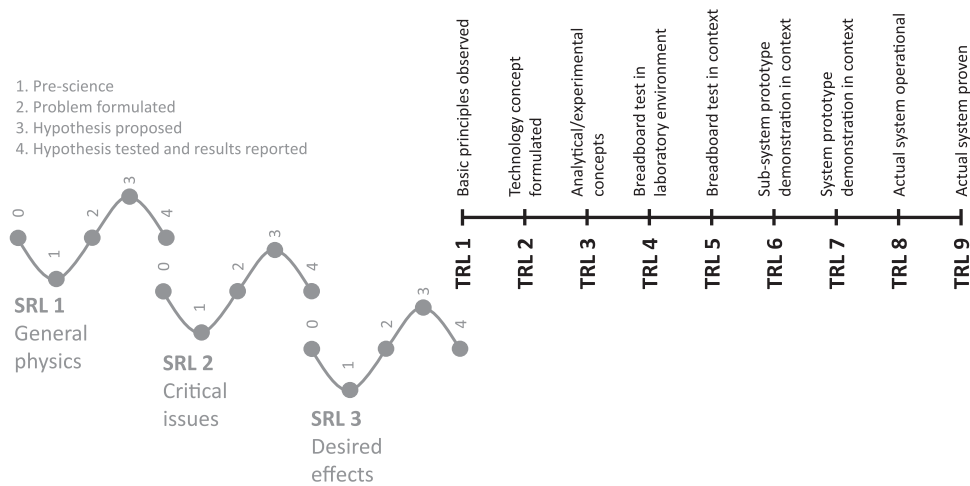 1. Pre-science
2. Problem formulated
3. Hypothesis proposed
4. Hypothesis tested and results reported
0
1
2
3
4
SRL 1
General
physics
0
1
2
3
4
SRL 2
Critical
issues
0
1
2
3
4
SRL 3
Desired
effects
Basic principles observed
Technology concept
formulated
Analytical/experimental
concepts
Breadboard test in
laboratory environment
Breadboard test in context
Sub-system prototype
demonstration in context
System prototype
demonstration in context
Actual system operational
Actual system proven
TRL 1
TRL 2
TRL 3
TRL 4
TRL 5
TRL 6
TRL 7
TRL 8
TRL 9